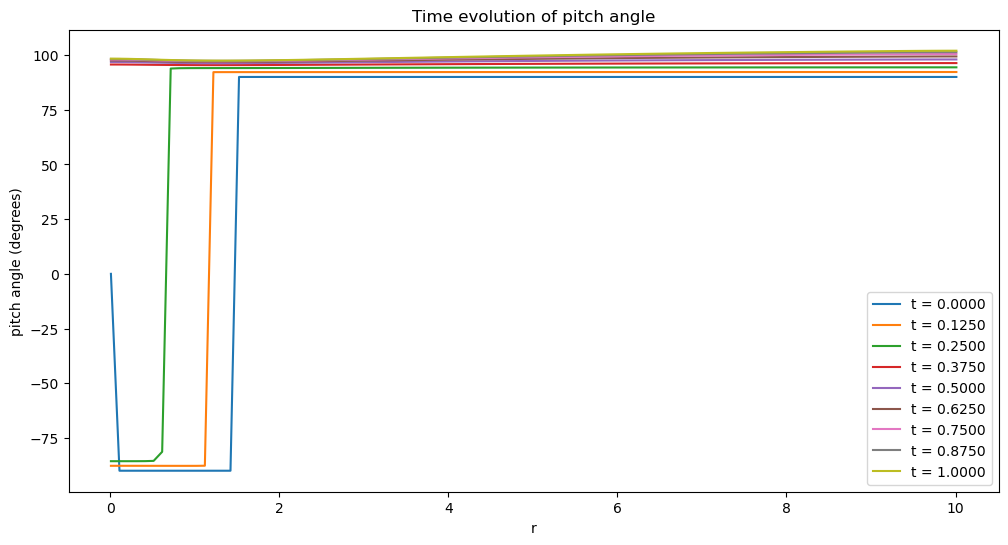 Time evolution of pitch angle
pitch angle (degrees)
100
75
50
25
0
−25
−50
−75
0
2
4
6
8
10
r
t = 0.0000
t = 0.1250
t = 0.2500
t = 0.3750
t = 0.5000
t = 0.6250
t = 0.7500
t = 0.8750
t = 1.0000